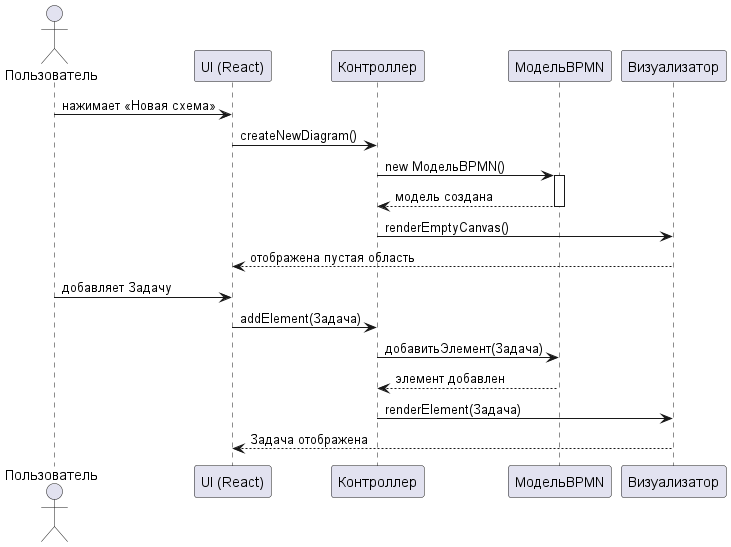 Пользователь
UI (React)
Контроллер
МодельBPMN
Визуализатор
нажимает «Новая схема»
createNewDiagram()
new МодельBPMN()
модель создана
renderEmptyCanvas()
отображена пустая область
добавляет Задачу
addElement(Задача)
добавитьЭлемент(Задача)
элемент добавлен
renderElement(Задача)
Задача отображена
Пользователь
UI (React)
Контроллер
МодельBPMN
Визуализатор